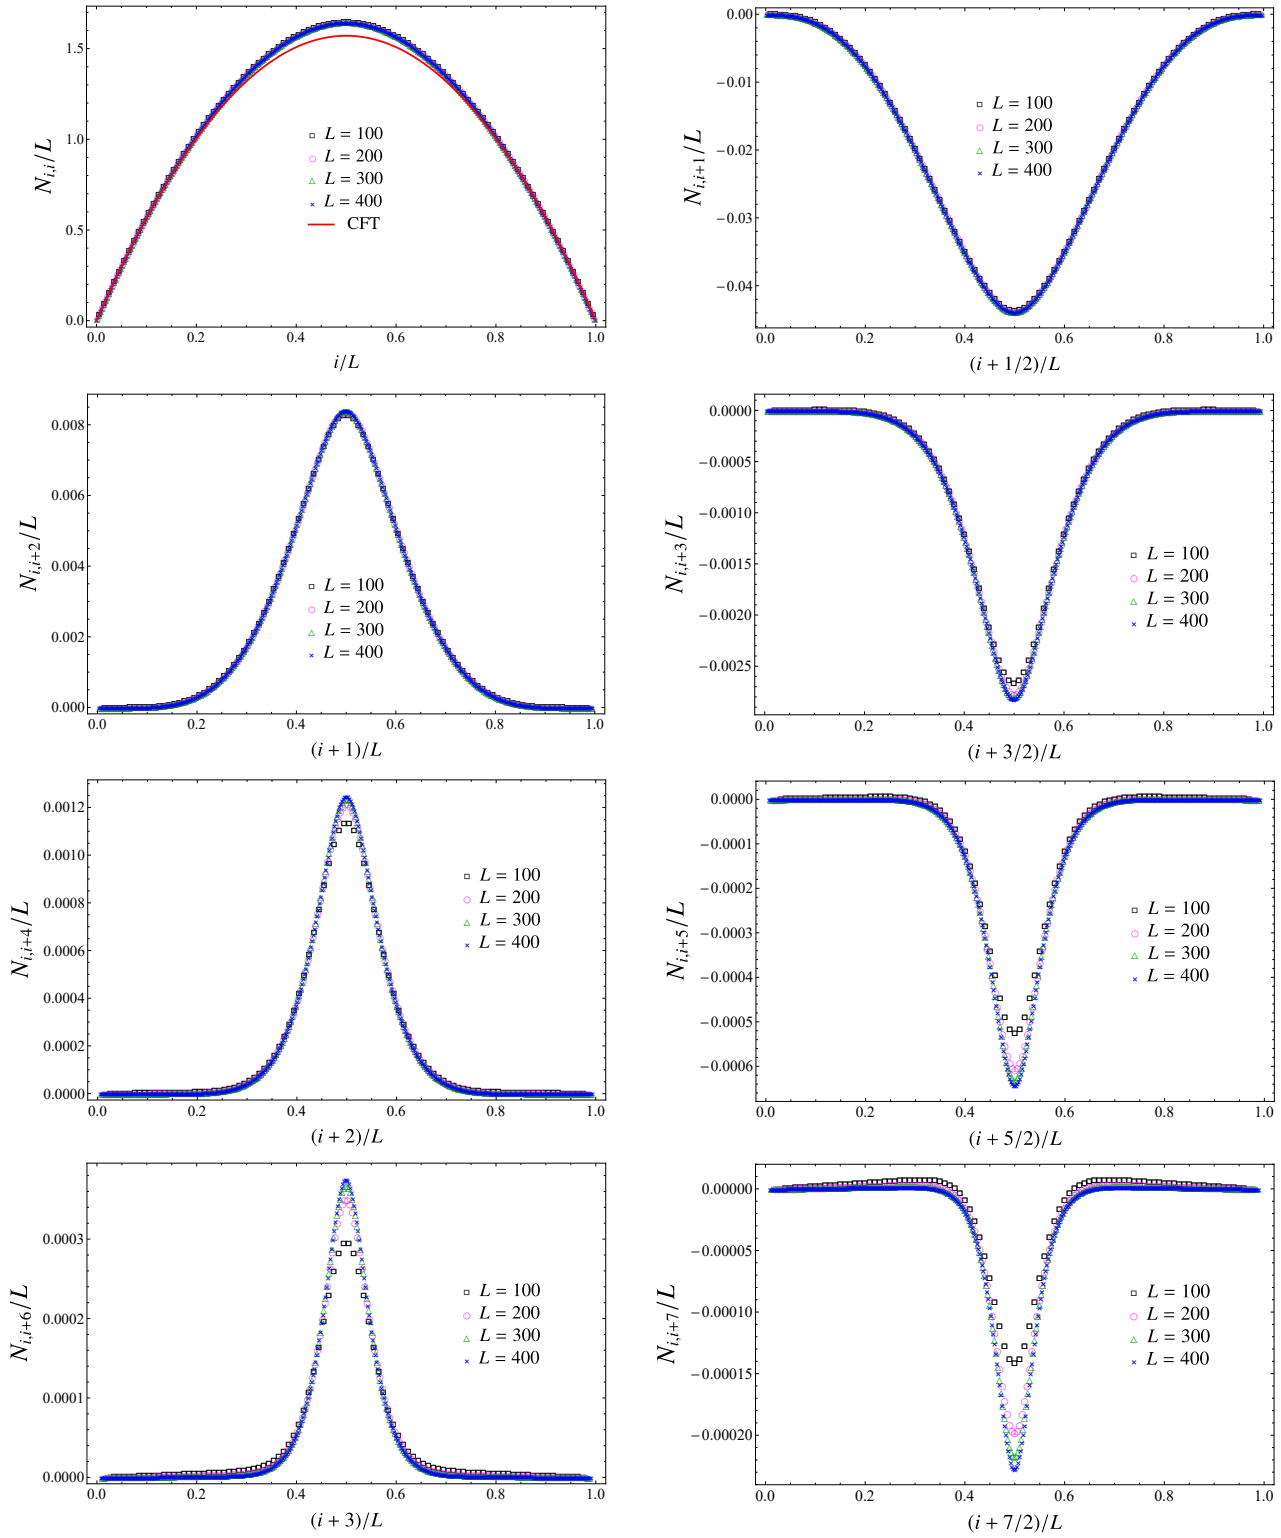 1.5
1.0
0.5
0.0
N_{i,i}/L
L = 100
L = 200
L = 300
L = 400
CFT
0.0 0.2 0.4 0.6 0.8 1.0
i/L
0.00
−0.01
−0.02
−0.03
−0.04
N_{i,i+1}/L
L = 100
L = 200
L = 300
L = 400
0.0 0.2 0.4 0.6 0.8 1.0
(i + 1/2)/L
0.008
0.006
0.004
0.002
0.000
N_{i,i+2}/L
L = 100
L = 200
L = 300
L = 400
0.0 0.2 0.4 0.6 0.8 1.0
(i + 1)/L
0.0000
−0.0005
−0.0010
−0.0015
−0.0020
−0.0025
N_{i,i+3}/L
L = 100
L = 200
L = 300
L = 400
0.0 0.2 0.4 0.6 0.8 1.0
(i + 3/2)/L
0.0012
0.0010
0.0008
0.0006
0.0004
0.0002
0.0000
N_{i,i+4}/L
L = 100
L = 200
L = 300
L = 400
0.0 0.2 0.4 0.6 0.8 1.0
(i + 2)/L
0.0000
−0.0001
−0.0002
−0.0003
−0.0004
−0.0005
−0.0006
N_{i,i+5}/L
L = 100
L = 200
L = 300
L = 400
0.0 0.2 0.4 0.6 0.8 1.0
(i + 5/2)/L
0.0003
0.0002
0.0001
0.0000
N_{i,i+6}/L
L = 100
L = 200
L = 300
L = 400
0.0 0.2 0.4 0.6 0.8 1.0
(i + 3)/L
0.00000
−0.00005
−0.00010
−0.00015
−0.00020
N_{i,i+7}/L
L = 100
L = 200
L = 300
L = 400
0.0 0.2 0.4 0.6 0.8 1.0
(i + 7/2)/L